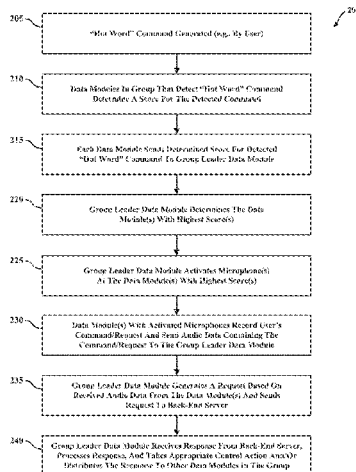 20
205
"Hot Word" Command Generated (e.g. By User)
210
Data Modules In Group That Detect "Hot Word" Command
Determine A Score For The Detected Command
215
Each Data Module Sends Determined Score For Detected
"Hot Word" Command To Group Leader Data Module
220
Group Leader Data Module Determines The Data
Module(s) With Highest Score(s)
225
Group Leader Data Module Activates Microphone(s)
At The Data Module(s) With Highest Score(s)
230
Data Module(s) With Activated Microphones Record User's
Command/Request And Send Audio Data Containing The
Command/Request To The Group Leader Data Module
235
Group Leader Data Module Generates A Request Based On
Received Audio Data From The Data Module(s) And Sends
Request To Back-End Server
240
Group Leader Data Module Receives Response From Back-End Server,
Processes Response, And Takes Appropriate Control Action And/Or
Distributes The Response To Other Data Modules In The Group